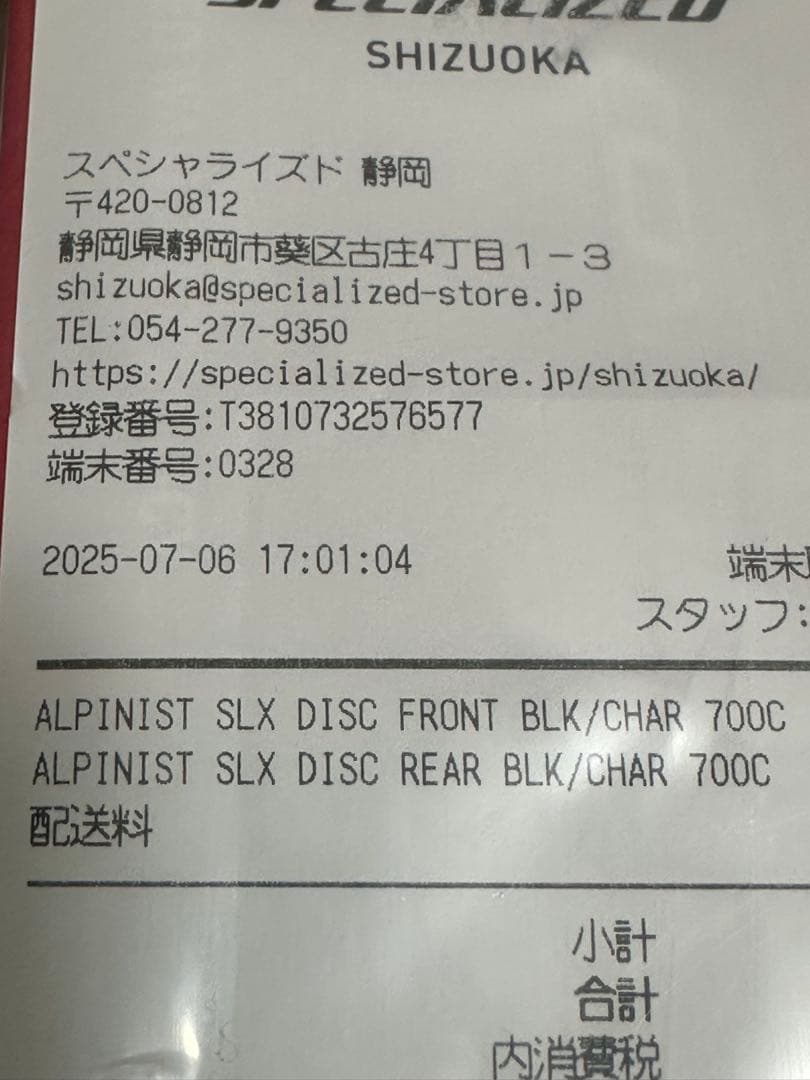 SPECIALIZED
SHIZUOKA
スペシャライズド 静岡
〒420-0812
静岡県静岡市葵区古庄4丁目1-3
shizuoka@specialized-store.jp
TEL:054-277-9350
https://specialized-store.jp/shizuoka/
登録番号:T3810732576577
端末番号:0328
2025-07-06 17:01:04 端末
スタッフ:
ALPINIST SLX DISC FRONT BLK/CHAR 700C
ALPINIST SLX DISC REAR BLK/CHAR 700C
配送料
小計
合計
内消費税